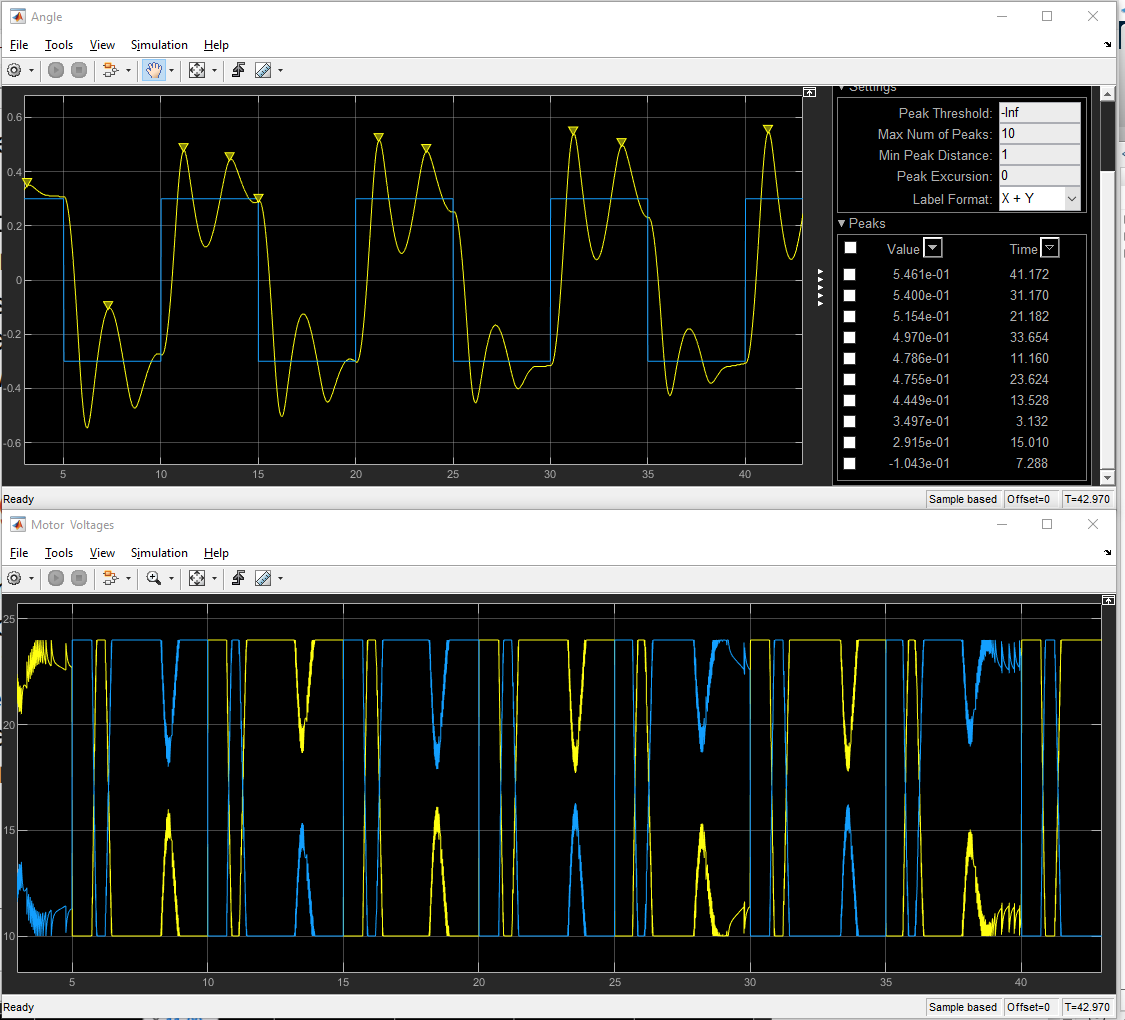 Angle
File Tools View Simulation Help
Settings
Peak Threshold: -Inf
Max Num of Peaks: 10
Min Peak Distance: 1
Peak Excursion: 0
Label Format: X + Y
Peaks
Value Time
5.461e-01 41.172
5.400e-01 31.170
5.154e-01 21.182
4.970e-01 33.654
4.786e-01 11.160
4.755e-01 23.624
4.449e-01 13.528
3.497e-01 3.132
2.915e-01 15.010
-1.043e-01 7.288
0.6
0.4
0.2
0
-0.2
-0.4
-0.6
5 10 15 20 25 30 35 40
Ready Sample based Offset=0 T=42.970
Motor Voltages
File Tools View Simulation Help
25
20
15
10
5 10 15 20 25 30 35 40
Ready Sample based Offset=0 T=42.970